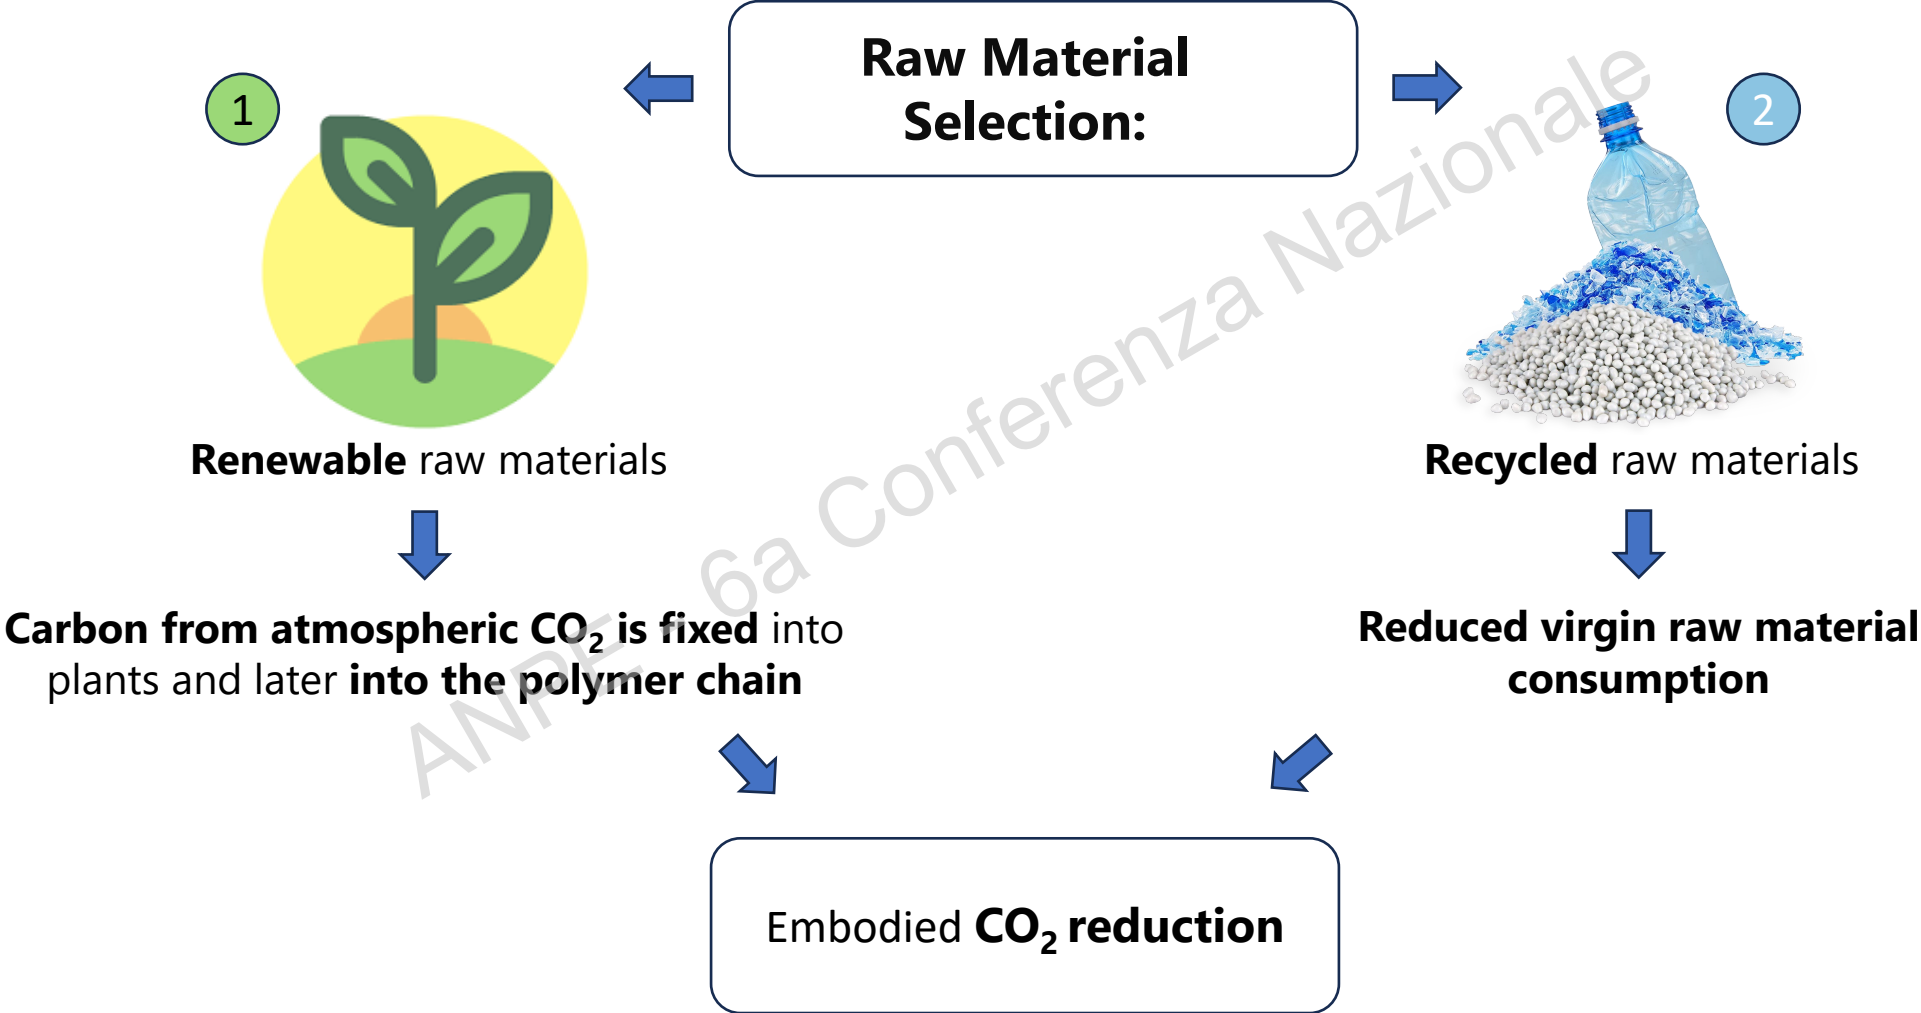 Raw Material
Selection:
1
2
Renewable raw materials
Recycled raw materials
Carbon from atmospheric CO₂ is fixed into
plants and later into the polymer chain
Reduced virgin raw material
consumption
Embodied CO₂ reduction
ANPE - 6a Conferenza Nazionale